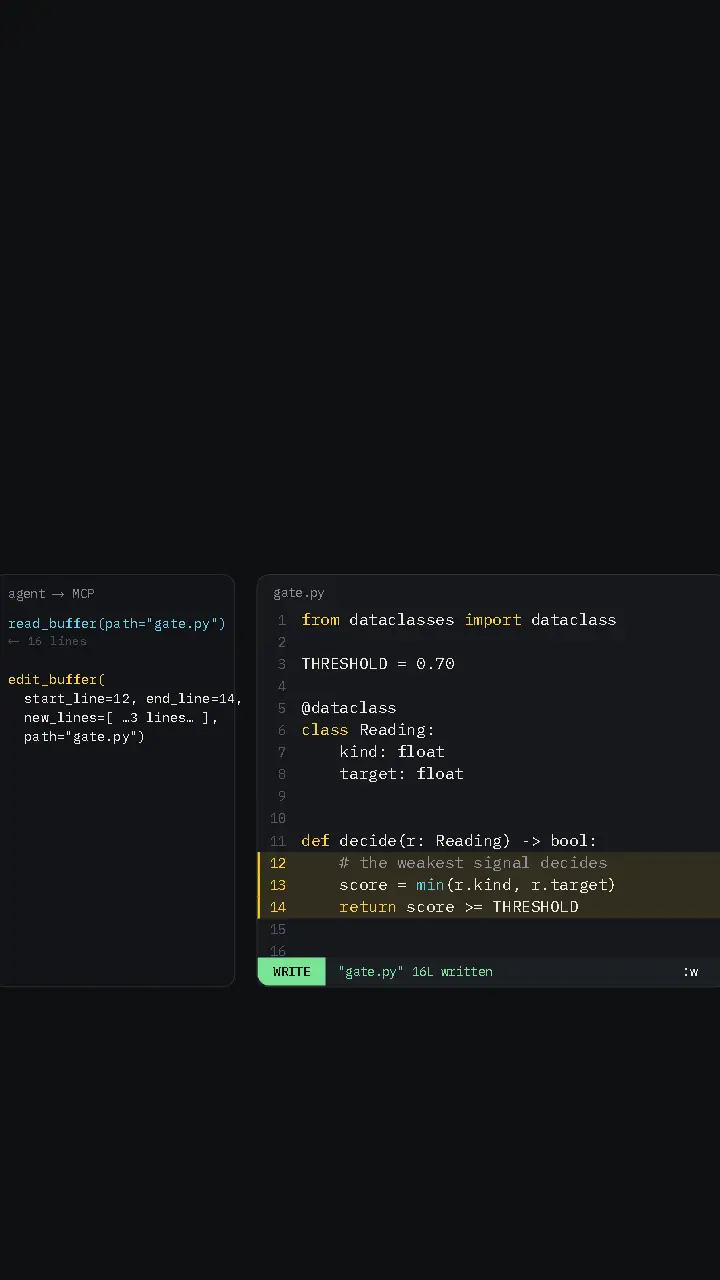 agent → MCP
read_buffer(path="gate.py")
← 16 lines
edit_buffer(
start_line=12, end_line=14,
new_lines=[ …3 lines… ],
path="gate.py")
gate.py
1 from dataclasses import dataclass
2
3 THRESHOLD = 0.70
4
5 @dataclass
6 class Reading:
7 kind: float
8 target: float
9
10
11 def decide(r: Reading) -> bool:
12 # the weakest signal decides
13 score = min(r.kind, r.target)
14 return score >= THRESHOLD
15
16
WRITE "gate.py" 16L written :w